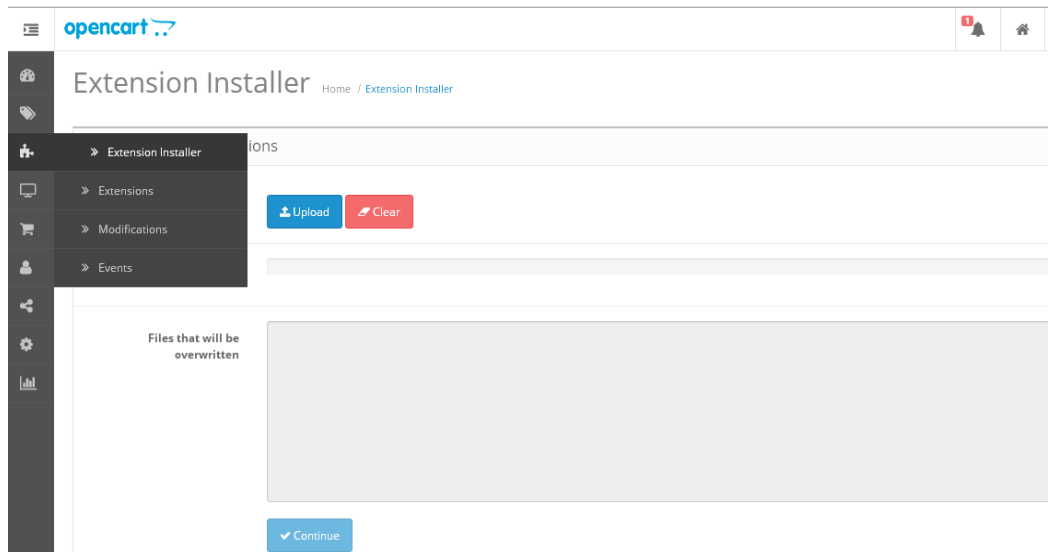 opencart
1
Extension Installer Home / Extension Installer
ions
» Extension Installer
» Extensions
» Modifications
» Events
Upload Clear
Files that will be
overwritten
Continue